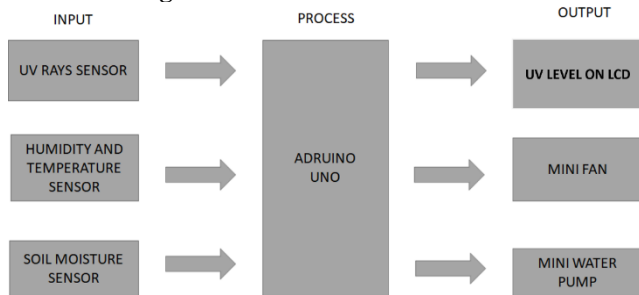 INPUT
PROCESS
OUTPUT
UV RAYS SENSOR
UV LEVEL ON LCD
HUMIDITY AND
TEMPERATURE
SENSOR
ADRUINO
UNO
MINI FAN
SOIL MOISTURE
SENSOR
MINI WATER
PUMP